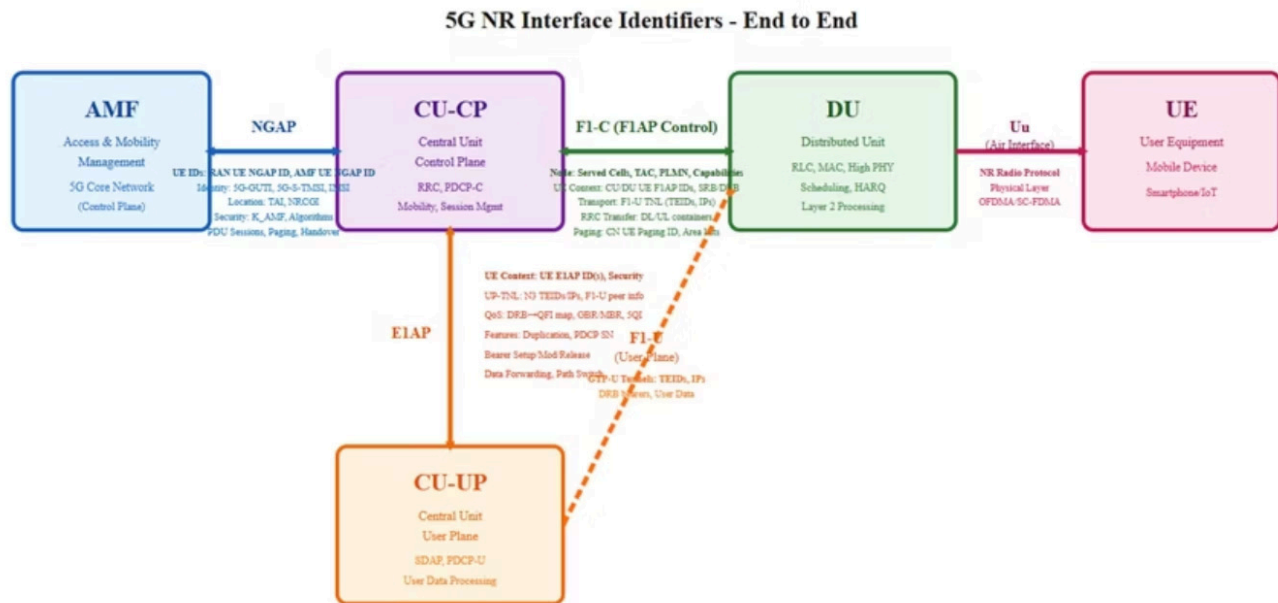 5G NR Interface Identifiers - End to End
AMF
Access & Mobility
Management
5G Core Network
(Control Plane)
NGAP
UE IDs: RAN UE NGAP ID, AMF UE NGAP ID
Identity: 5G-GUTI, 5G-S-TMSI, IMSI
Location: TAI, NRCGI
Security: K_AMF, Algorithms
PDU Sessions, Paging, Handover
CU-CP
Central Unit
Control Plane
RRC, PDCP-C
Mobility, Session Mgmt
F1-C (F1AP Control)
Node: Served Cells, TAC, PLMN, Capabilities
UE Context: CU/DU UE F1AP IDs, SRB/DRB
Transport: F1-U TNL (TEIDs, IPs)
RRC Transfer: DL/UL containers
Paging: CN UE Paging ID, Area
DU
Distributed Unit
RLC, MAC, High PHY
Scheduling, HARQ
Layer 2 Processing
Uu
(Air Interface)
NR Radio Protocol
Physical Layer
OFDMA/SC-FDMA
UE
User Equipment
Mobile Device
Smartphone/IoT
E1AP
UE Context: UE E1AP ID(s), Security
UP-TNL: N3 TEIDs/IPs, F1-U peer info
QoS: DRB→QFI map, GBR/MBR, 5QI
Features: Duplication, PDCP SN
Bearer Setup/Mod/Release
Data Forwarding, Path Switch
F1-U
(User Plane)
GTP-U Tunnels: TEIDs, IPs
DRB bearers, User Data
CU-UP
Central Unit
User Plane
SDAP, PDCP-U
User Data Processing